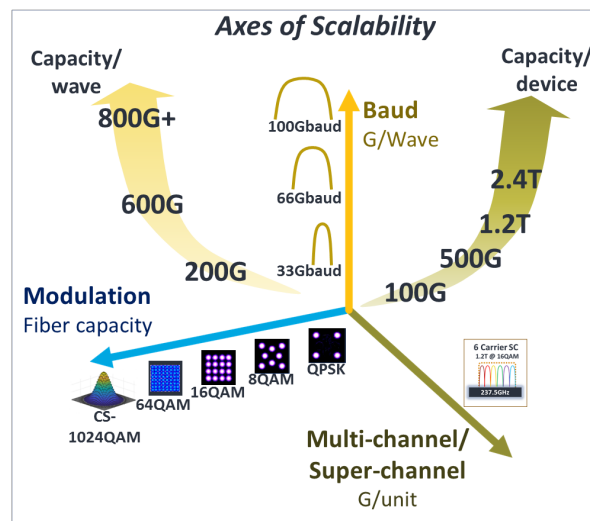 Axes of Scalability
Capacity/
wave
800G+
600G
200G
100Gbaud
66Gbaud
33Gbaud
Baud
G/Wave
Capacity/
device
2.4T
1.2T
500G
100G
Modulation
Fiber capacity
QPSK
8QAM
16QAM
64QAM
CS-
1024QAM
6 Carrier SC
1.2T @ 16QAM
237.5GHz
Multi-channel/
Super-channel
G/unit